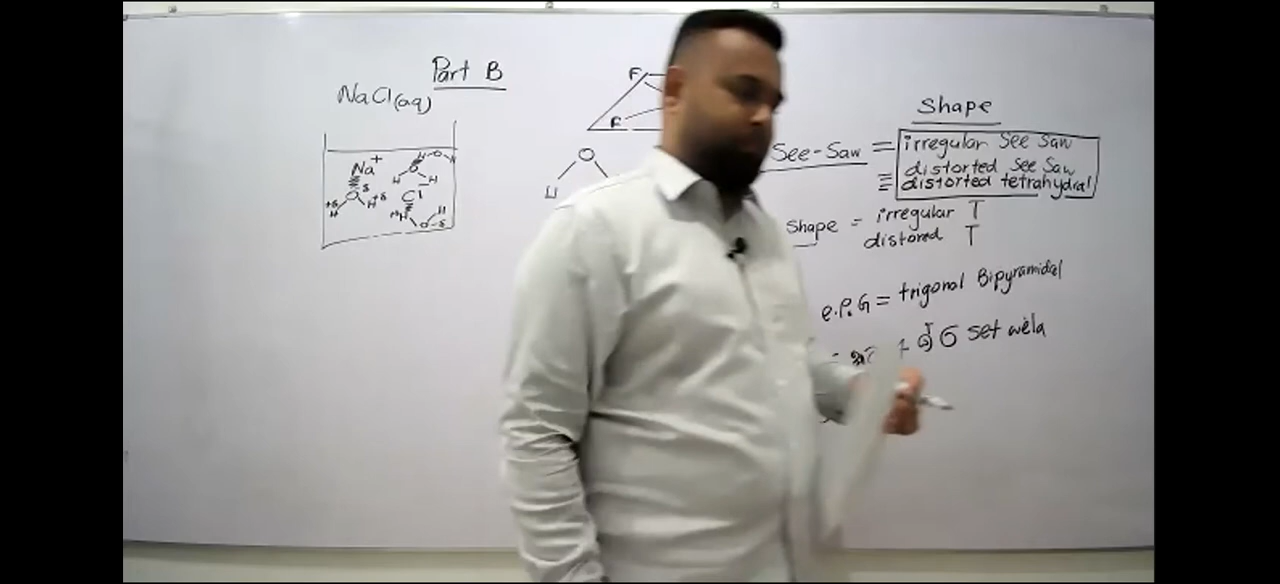 Part B
NaCl(aq)
Na+
Cl-
F
F
Shape
See-Saw = irregular See Saw
distorted See Saw
≡ distorted tetrahydral
Shape = irregular T
distored T
e.P.G = trigonal Bipyramidal
σ set wela